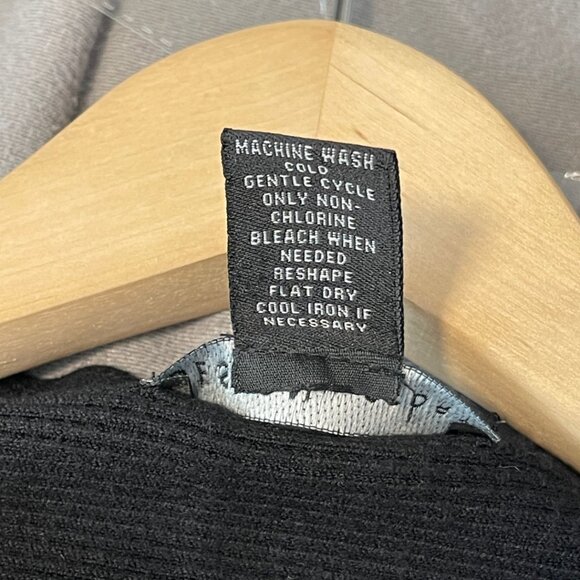 MACHINE WASH
COLD
GENTLE CYCLE
ONLY NON-
CHLORINE
BLEACH WHEN
NEEDED
RESHAPE
FLAT DRY
COOL IRON IF
NECESSARY